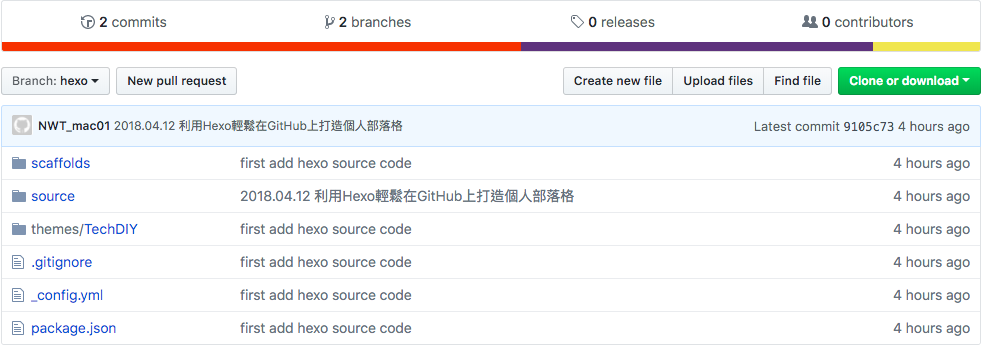 2 commits 2 branches 0 releases 0 contributors
Branch: hexo New pull request Create new file Upload files Find file Clone or download
NWT_mac01 2018.04.12 利用Hexo輕鬆在GitHub上打造個人部落格 Latest commit 9105c73 4 hours ago
scaffolds first add hexo source code 4 hours ago
source 2018.04.12 利用Hexo輕鬆在GitHub上打造個人部落格 4 hours ago
themes/TechDIY first add hexo source code 4 hours ago
.gitignore first add hexo source code 4 hours ago
_config.yml first add hexo source code 4 hours ago
package.json first add hexo source code 4 hours ago